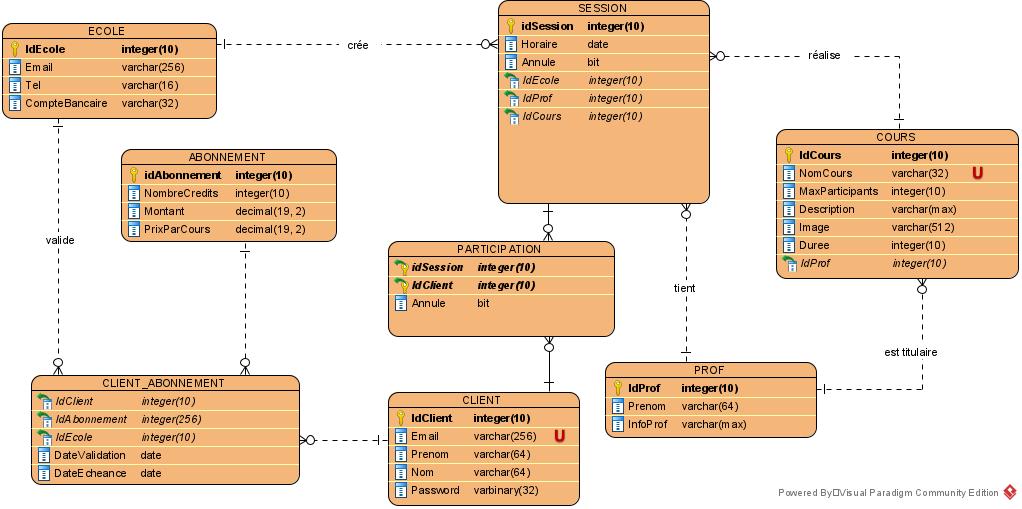 ECOLE
IdEcole integer(10)
Email varchar(256)
Tel varchar(16)
CompteBancaire varchar(32)
crée
SESSION
idSession integer(10)
Horaire date
Annule bit
IdEcole integer(10)
IdProf integer(10)
IdCours integer(10)
réalise
COURS
IdCours integer(10)
NomCours varchar(32) U
MaxParticipants integer(10)
Description varchar(max)
Image varchar(512)
Duree integer(10)
IdProf integer(10)
ABONNEMENT
idAbonnement integer(10)
NombreCredits integer(10)
Montant decimal(19, 2)
PrixParCours decimal(19, 2)
valide
PARTICIPATION
idSession integer(10)
IdClient integer(10)
Annule bit
tient
est titulaire
PROF
IdProf integer(10)
Prenom varchar(64)
InfoProf varchar(max)
CLIENT_ABONNEMENT
IdClient integer(10)
IdAbonnement integer(256)
IdEcole integer(10)
DateValidation date
DateEcheance date
CLIENT
IdClient integer(10)
Email varchar(256) U
Prenom varchar(64)
Nom varchar(64)
Password varbinary(32)
Powered By□Visual Paradigm Community Edition